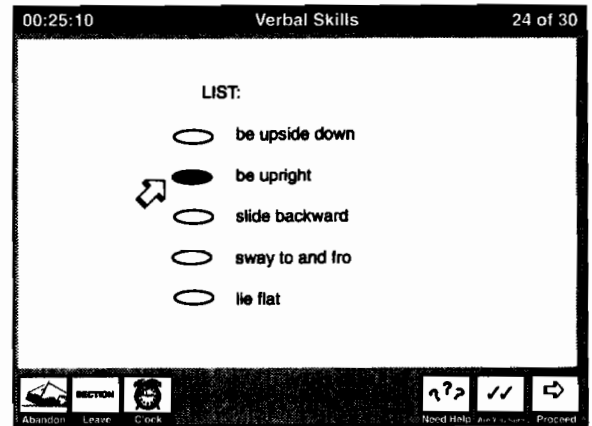 00:25:10 Verbal Skills 24 of 30
LIST:
be upside down
be upright
slide backward
sway to and fro
lie flat
SECTION
???
Abandon Leave Clock Need Help Proceed